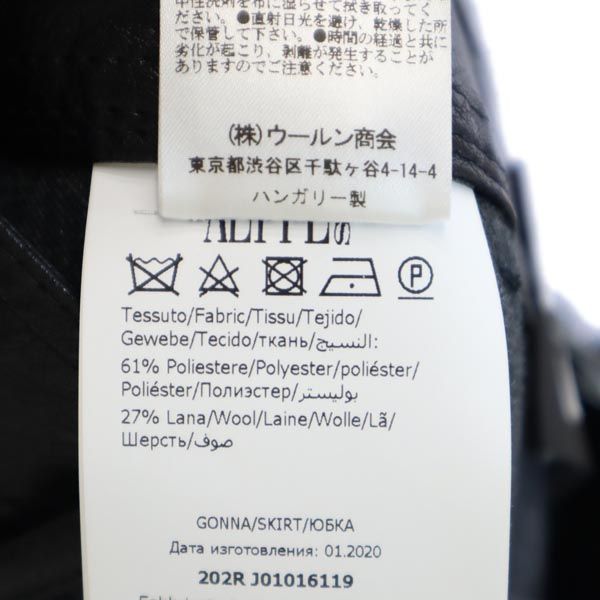 中性洗剤を布に湿らせて拭き取ってく
ださい。●直射日光を避け、乾燥した所
で保管して下さい。●時間の経過と共に
劣化が起こり、剥離が発生することが
ありますのでご注意ください。
(株)ウールン商会
東京都渋谷区千駄ヶ谷4-14-4
ハンガリー製
P
Tessuto/Fabric/Tissu/Tejido/
Gewebe/Tecido/ткань/النسيج:
61% Poliestere/Polyester/poliéster/
Poliéster/Полиэстер/بوليستر
27% Lana/Wool/Laine/Wolle/Lã/
Шерсть/صوف
GONNA/SKIRT/ЮБКА
Дата изготовления: 01.2020
202R J01016119